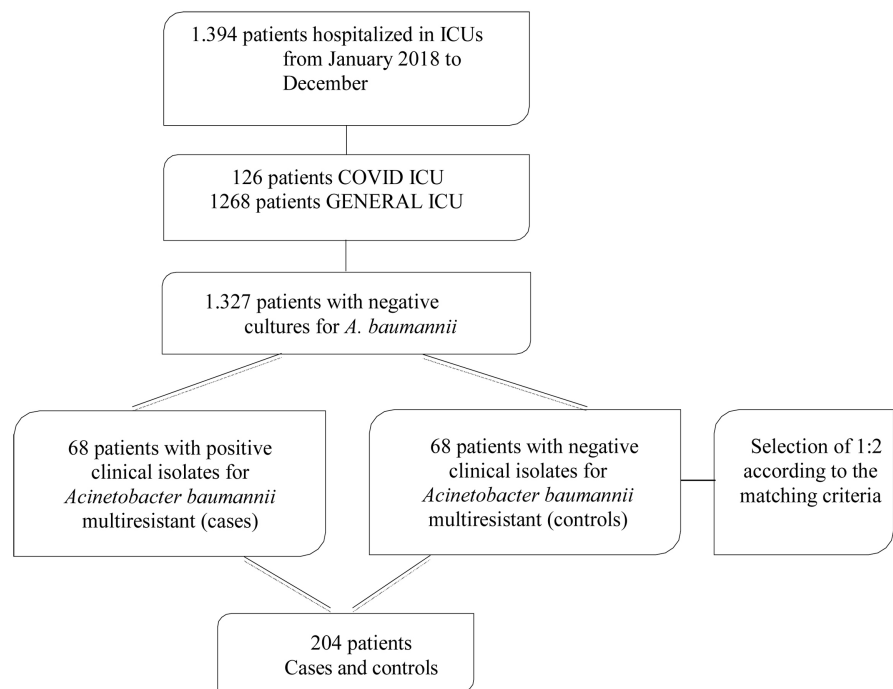 1.394 patients hospitalized in ICUs
from January 2018 to
December
126 patients COVID ICU
1268 patients GENERAL ICU
1.327 patients with negative
cultures for A. baumannii
68 patients with positive
clinical isolates for
Acinetobacter baumannii
multiresistant (cases)
68 patients with negative
clinical isolates for
Acinetobacter baumannii
multiresistant (controls)
Selection of 1:2
according to the
matching criteria
204 patients
Cases and controls